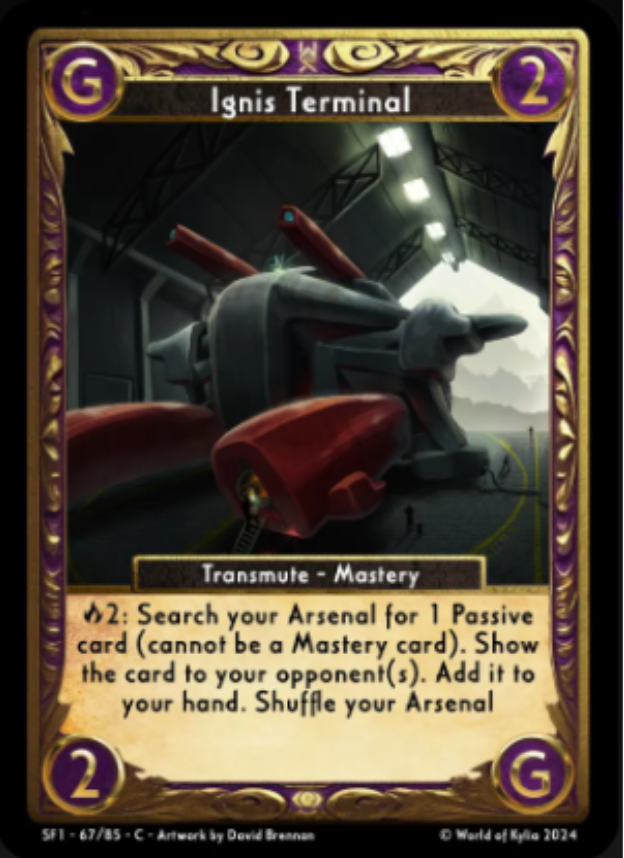 G
2
Ignis Terminal
Transmute - Mastery
2: Search your Arsenal for 1 Passive
card (cannot be a Mastery card). Show
the card to your opponent(s). Add it to
your hand. Shuffle your Arsenal
2
G
SF1 - 67/85 - C - Artwork by David Brennan
© World of Kylia 2024